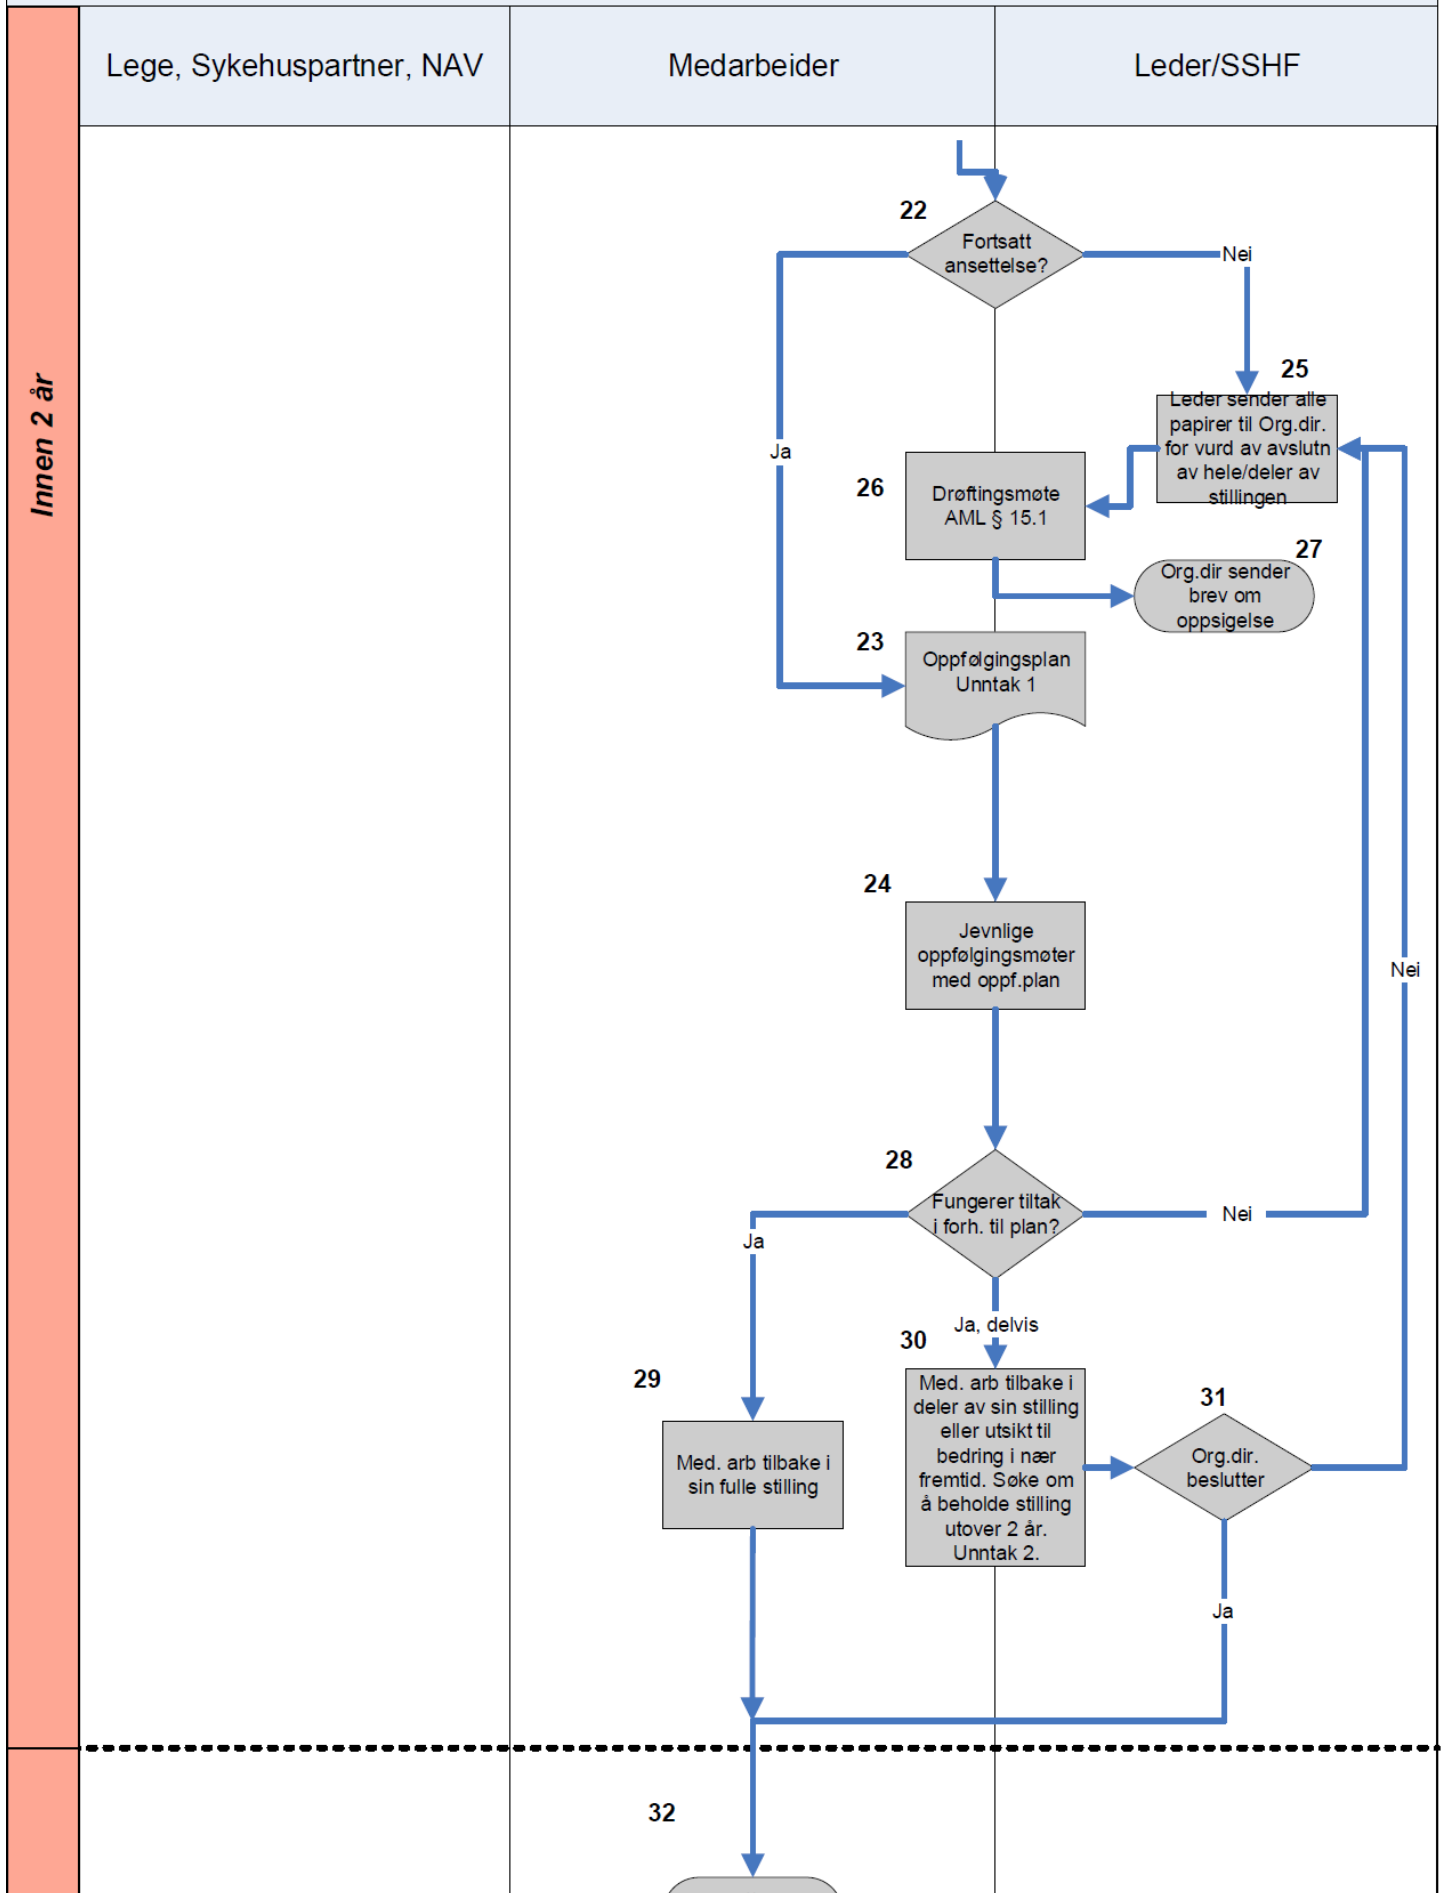 Lege, Sykehuspartner, NAV
Medarbeider
Leder/SSHF
Innen 2 år
22
Fortsatt
ansettelse?
Nei
Ja
25
Leder sender alle
papirer til Org.dir.
for vurd av avslutn
av hele/deler av
stillingen
26
Drøftingsmøte
AML § 15.1
27
Org.dir sender
brev om
oppsigelse
23
Oppfølgingsplan
Unntak 1
24
Jevnlige
oppfølgingsmøter
med oppf.plan
Nei
28
Fungerer tiltak
i forh. til plan?
Nei
Ja
Ja, delvis
30
Med. arb tilbake i
deler av sin stilling
eller utsikt til
bedring i nær
fremtid. Søke om
å beholde stilling
utover 2 år.
Unntak 2.
29
Med. arb tilbake i
sin fulle stilling
31
Org.dir.
beslutter
Ja
32